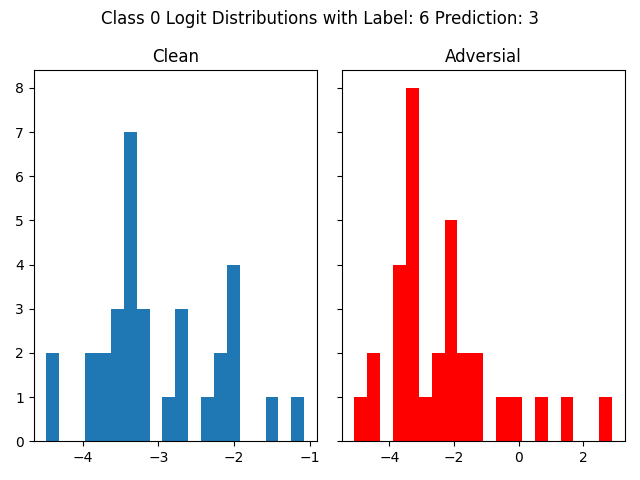 Class 0 Logit Distributions with Label: 6 Prediction: 3
Clean
Adversial
8
7
6
5
4
3
2
1
0
−4 −3 −2 −1
−4 −2 0 2